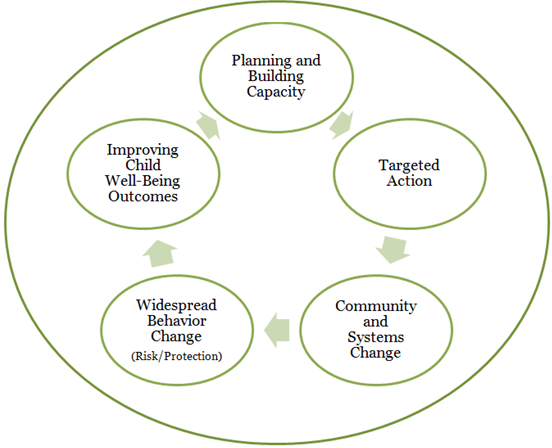 Planning and
Building
Capacity
Targeted
Action
Community
and
Systems
Change
Widespread
Behavior
Change
(Risk/Protection)
Improving
Child
Well-Being
Outcomes